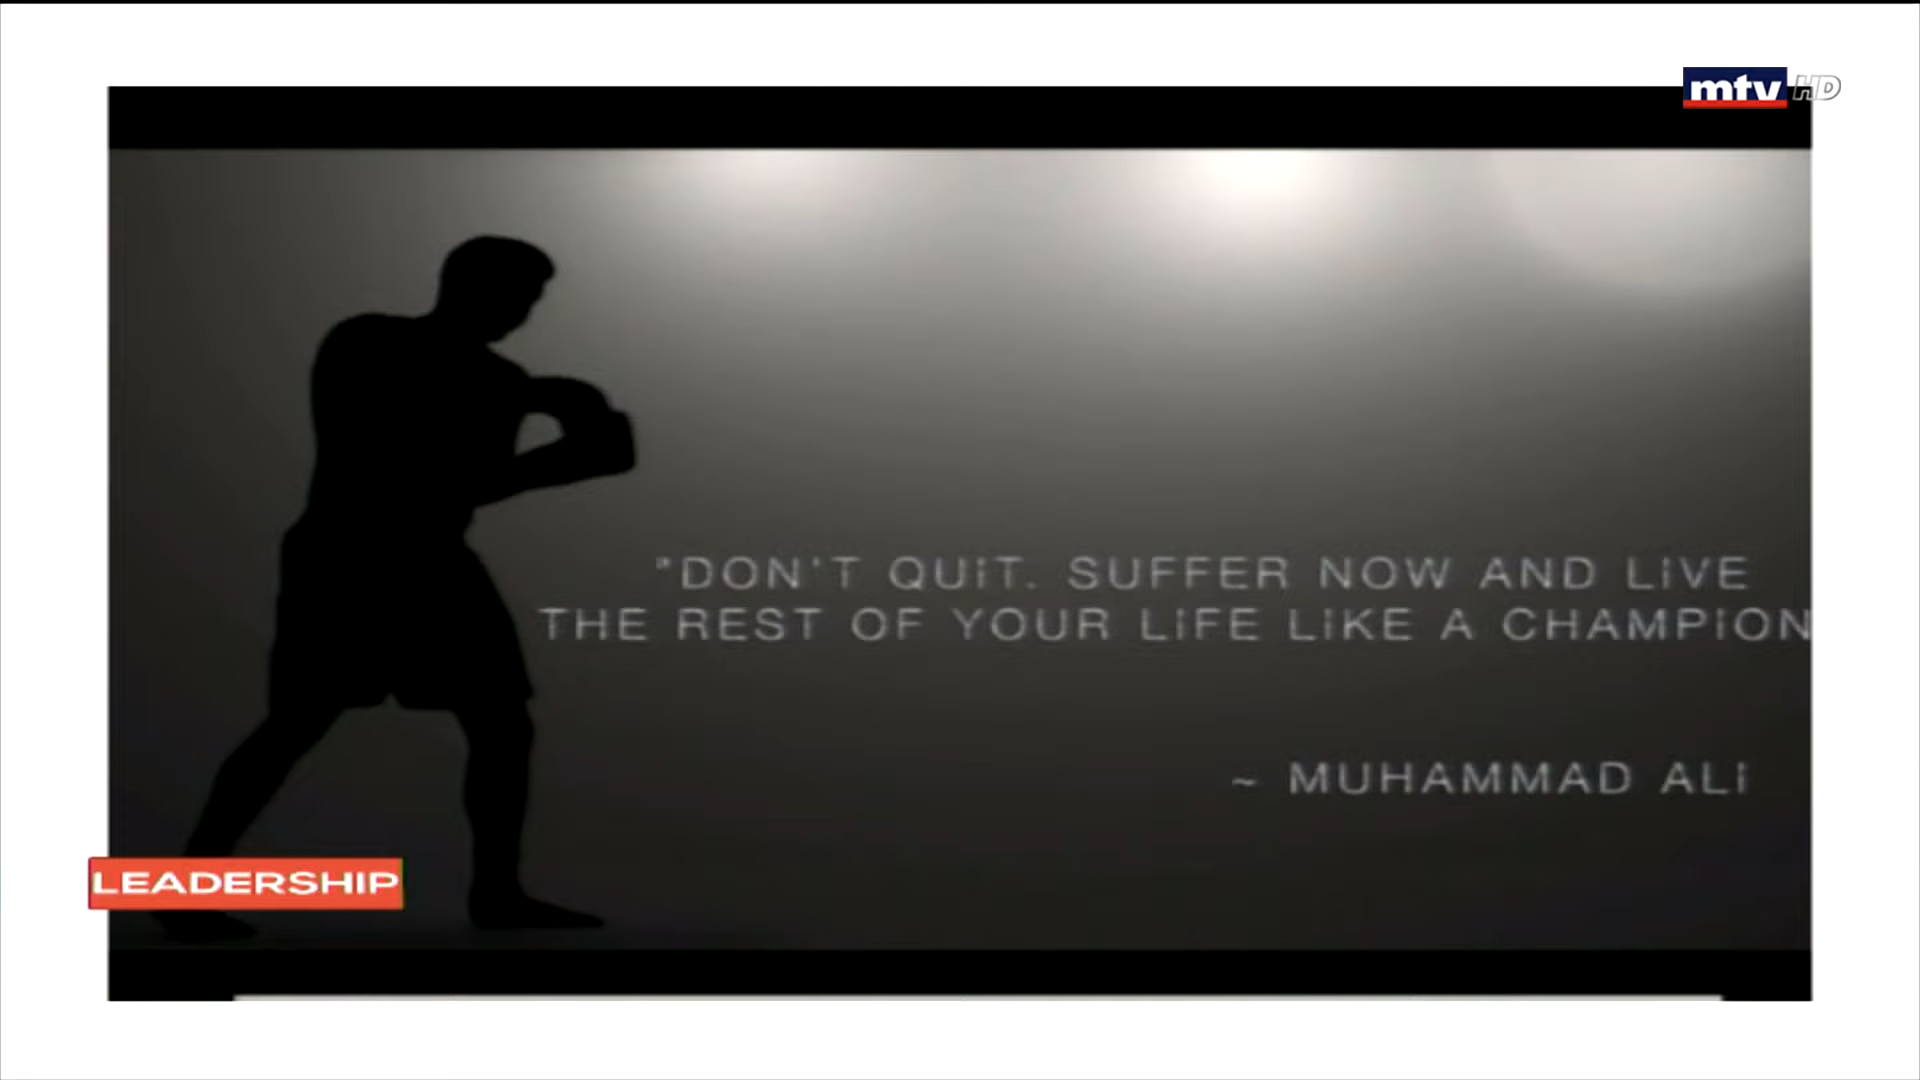 mtv HD
"DON'T QUiT. SUFFER NOW AND LiVE
THE REST OF YOUR LiFE LiKE A CHAMPiON
~ MUHAMMAD ALi
LEADERSHIP